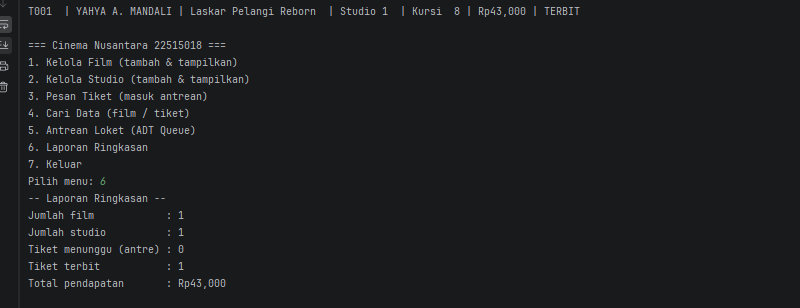 T001  | YAHYA A. MANDALI | Laskar Pelangi Reborn  | Studio 1  | Kursi  8 | Rp43,000 | TERBIT
=== Cinema Nusantara 22515018 ===
1. Kelola Film (tambah & tampilkan)
2. Kelola Studio (tambah & tampilkan)
3. Pesan Tiket (masuk antrean)
4. Cari Data (film / tiket)
5. Antrean Loket (ADT Queue)
6. Laporan Ringkasan
7. Keluar
Pilih menu: 6
-- Laporan Ringkasan --
Jumlah film            : 1
Jumlah studio          : 1
Tiket menunggu (antre) : 0
Tiket terbit           : 1
Total pendapatan       : Rp43,000